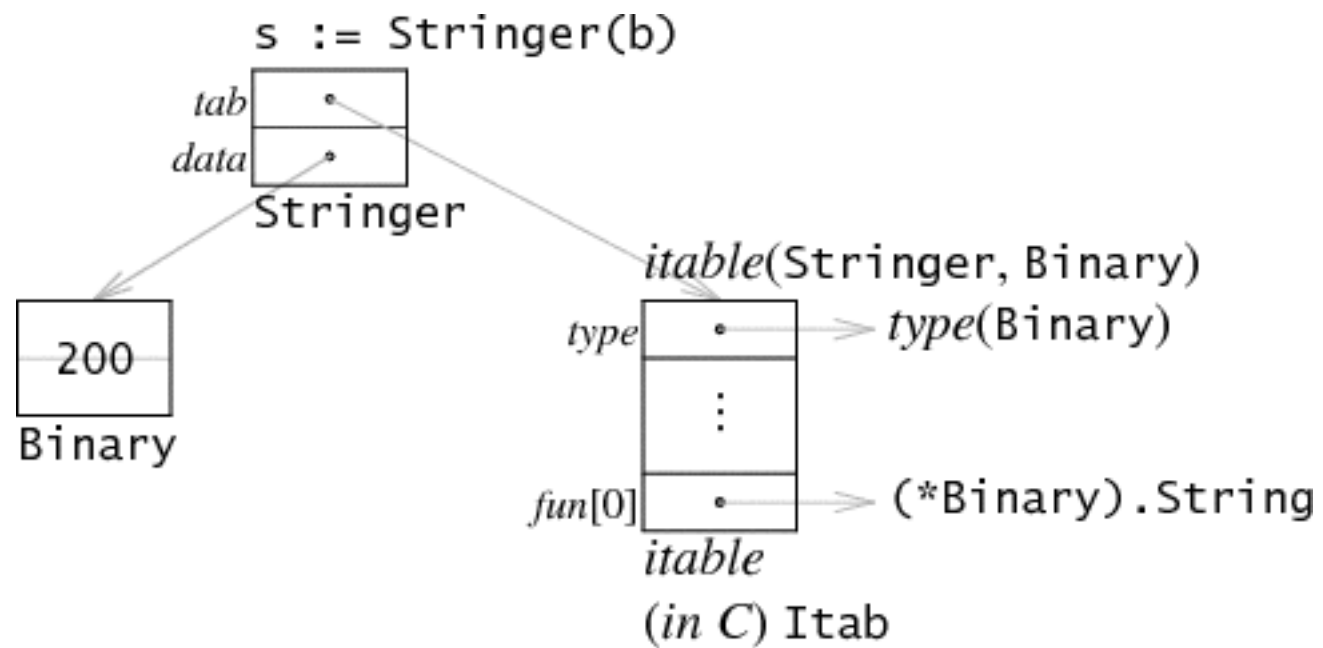 s := Stringer(b)
tab
data
Stringer
itable(Stringer, Binary)
type
type(Binary)
200
Binary
⋮
fun[0]
(*Binary).String
itable
(in C) Itab